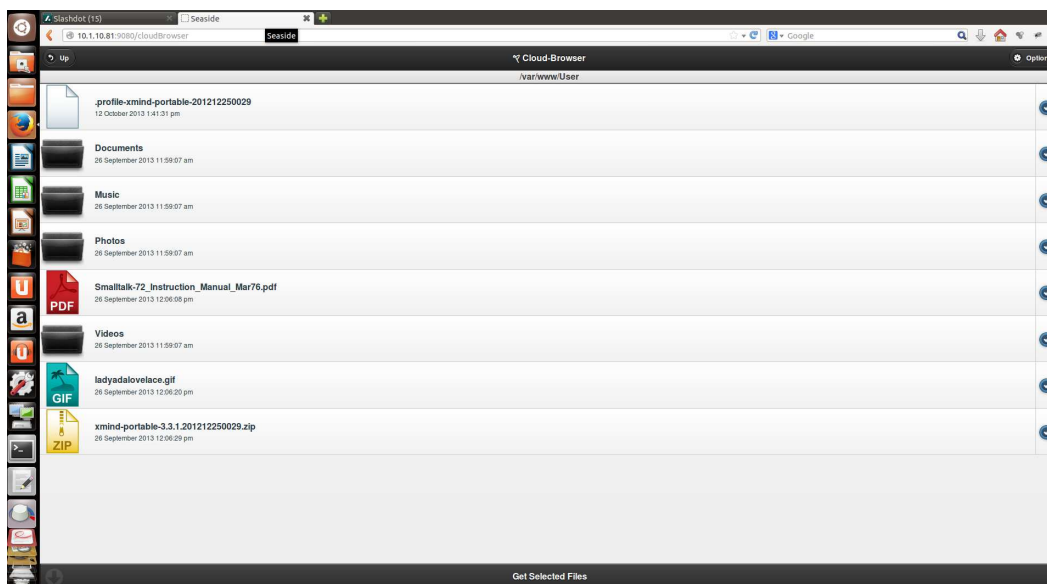 Slashdot (15)
Seaside
10.1.10.81:9080/cloudBrowser
Seaside
Google
Up
Cloud-Browser
Option
/var/www/User
.profile-xmind-portable-201212250029
12 October 2013 1:41:31 pm
Documents
26 September 2013 11:59:07 am
Music
26 September 2013 11:59:07 am
Photos
26 September 2013 11:59:07 am
PDF
Smalltalk-72_Instruction_Manual_Mar76.pdf
26 September 2013 12:06:08 pm
Videos
26 September 2013 11:59:07 am
GIF
ladyadalovelace.gif
26 September 2013 12:06:20 pm
ZIP
xmind-portable-3.3.1.201212250029.zip
26 September 2013 12:06:29 pm
Get Selected Files